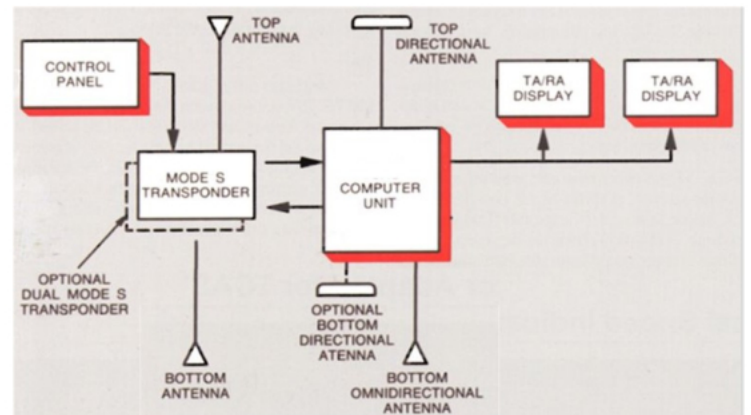 TOP
ANTENNA
TOP
DIRECTIONAL
ANTENNA
CONTROL
PANEL
TA/RA
DISPLAY
TA/RA
DISPLAY
MODE S
TRANSPONDER
COMPUTER
UNIT
OPTIONAL
DUAL MODE S
TRANSPONDER
OPTIONAL
BOTTOM
DIRECTIONAL
ATENNA
BOTTOM
ANTENNA
BOTTOM
OMNIDIRECTIONAL
ANTENNA